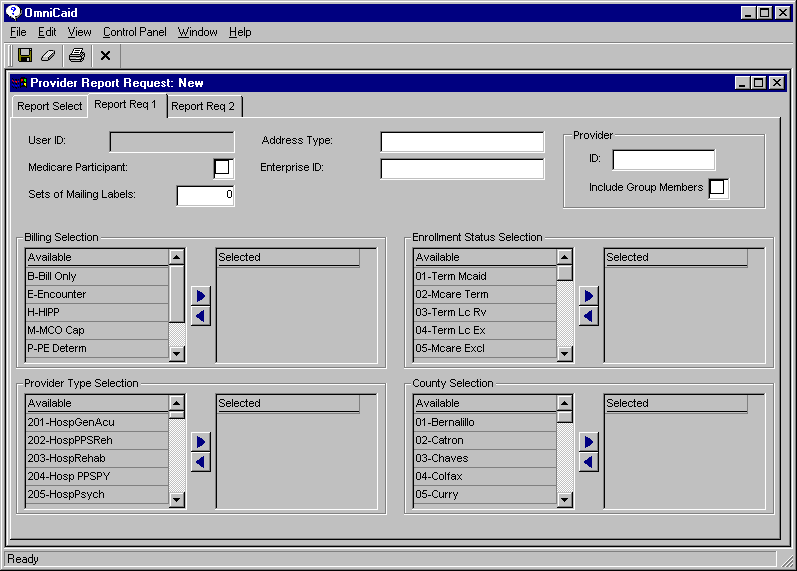 OmniCaid
File Edit View Control Panel Window Help
Provider Report Request: New
Report Select Report Req 1 Report Req 2
User ID: Address Type: Provider
ID:
Medicare Participant: Enterprise ID:
Include Group Members
Sets of Mailing Labels: 0
Billing Selection
Available Selected
B-Bill Only
E-Encounter
H-HIPP
M-MCO Cap
P-PE Determ
Enrollment Status Selection
Available Selected
01-Term Mcaid
02-Mcare Term
03-Term Lc Rv
04-Term Lc Ex
05-Mcare Excl
Provider Type Selection
Available Selected
201-HospGenAcu
202-HospPPSReh
203-HospRehab
204-Hosp PPSPY
205-HospPsych
County Selection
Available Selected
01-Bernalillo
02-Catron
03-Chaves
04-Colfax
05-Curry
Ready